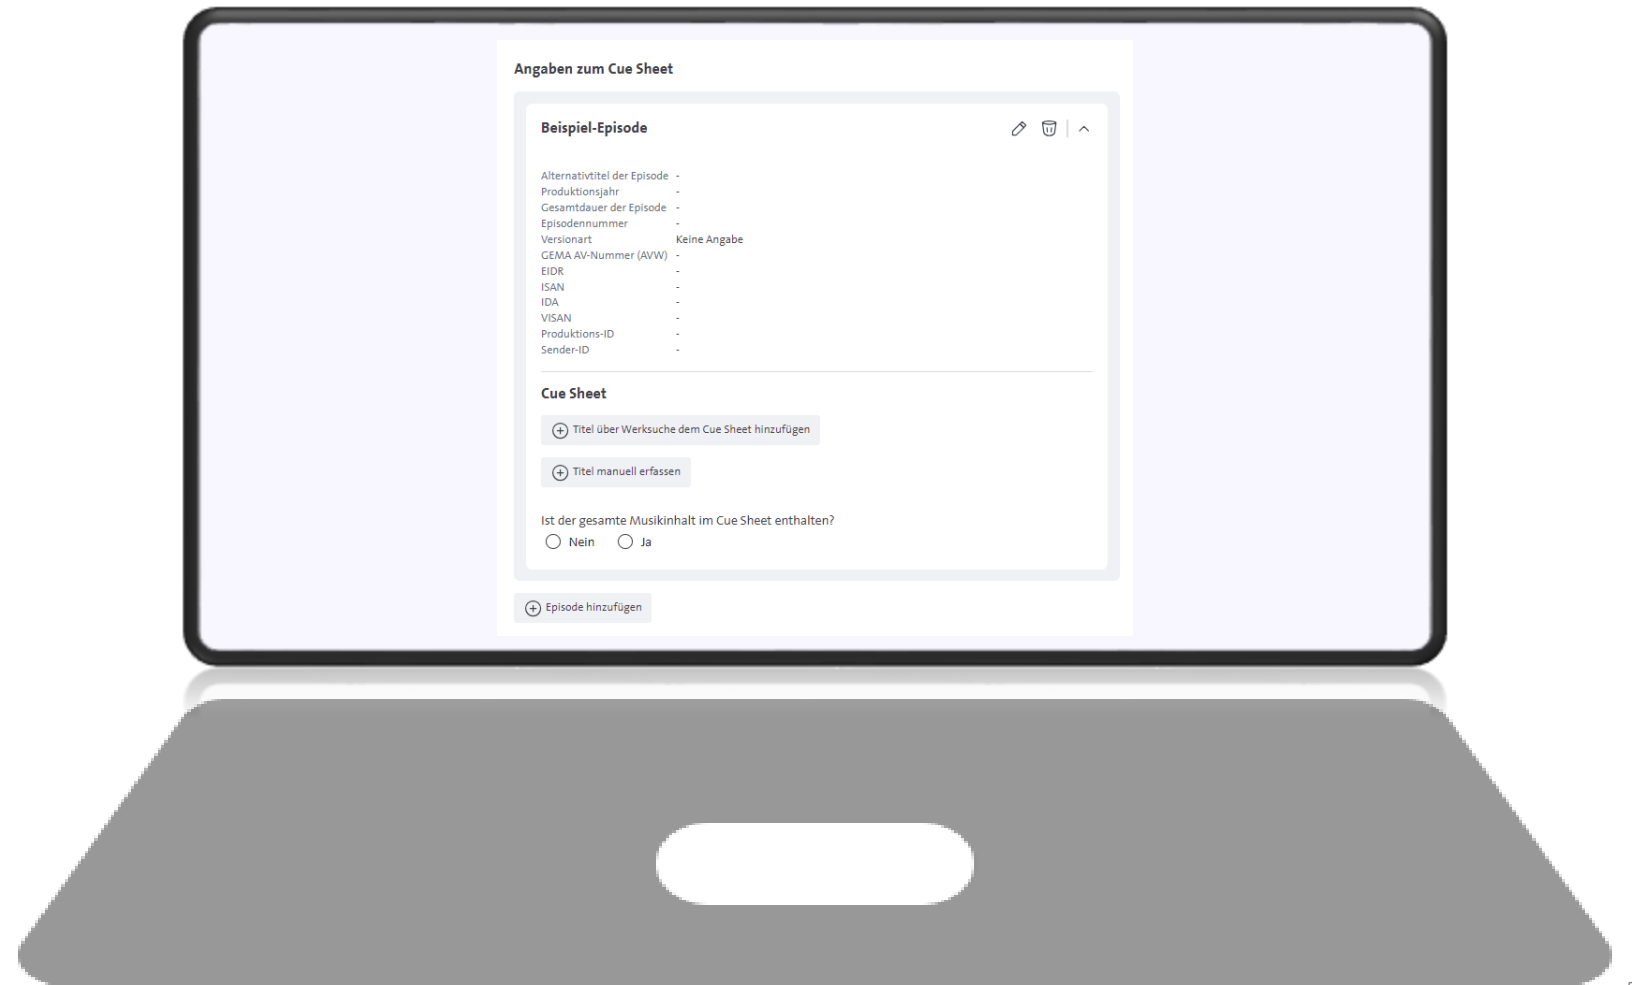 Angaben zum Cue Sheet
Beispiel-Episode
Alternativtitel der Episode -
Produktionsjahr -
Gesamtdauer der Episode -
Episodennummer -
Versionart Keine Angabe
GEMA AV-Nummer (AVW) -
EIDR -
ISAN -
IDA -
VISAN -
Produktions-ID -
Sender-ID -
Cue Sheet
Titel über Werksuche dem Cue Sheet hinzufügen
Titel manuell erfassen
Ist der gesamte Musikinhalt im Cue Sheet enthalten?
Nein Ja
Episode hinzufügen